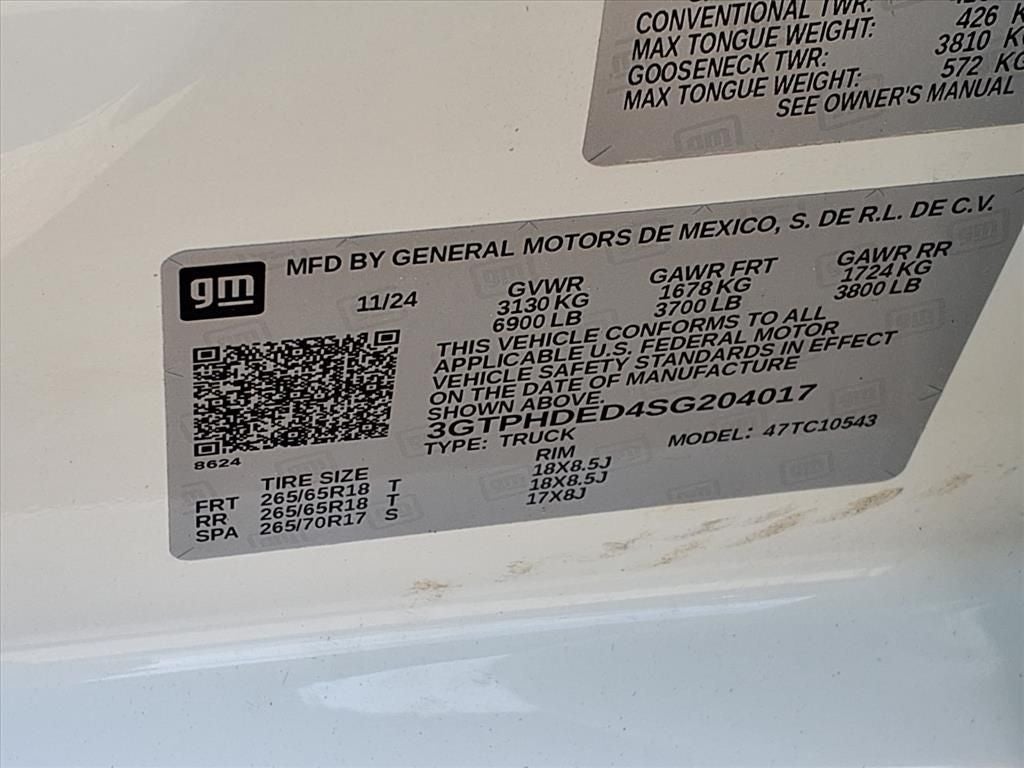 CONVENTIONAL TWR:
MAX TONGUE WEIGHT: 426
GOOSENECK TWR: 3810 KG
MAX TONGUE WEIGHT: 572 KG
SEE OWNER'S MANUAL
gm
MFD BY GENERAL MOTORS DE MEXICO, S. DE R.L. DE C.V.
11/24 GVWR GAWR FRT GAWR RR
3130 KG 1678 KG 1724 KG
6900 LB 3700 LB 3800 LB
THIS VEHICLE CONFORMS TO ALL
APPLICABLE U.S. FEDERAL MOTOR
VEHICLE SAFETY STANDARDS IN EFFECT
ON THE DATE OF MANUFACTURE
SHOWN ABOVE.
3GTPHDED4SG204017
TYPE: TRUCK MODEL: 47TC10543
8624
TIRE SIZE RIM
FRT 265/65R18 T 18X8.5J
RR 265/65R18 T 18X8.5J
SPA 265/70R17 S 17X8J